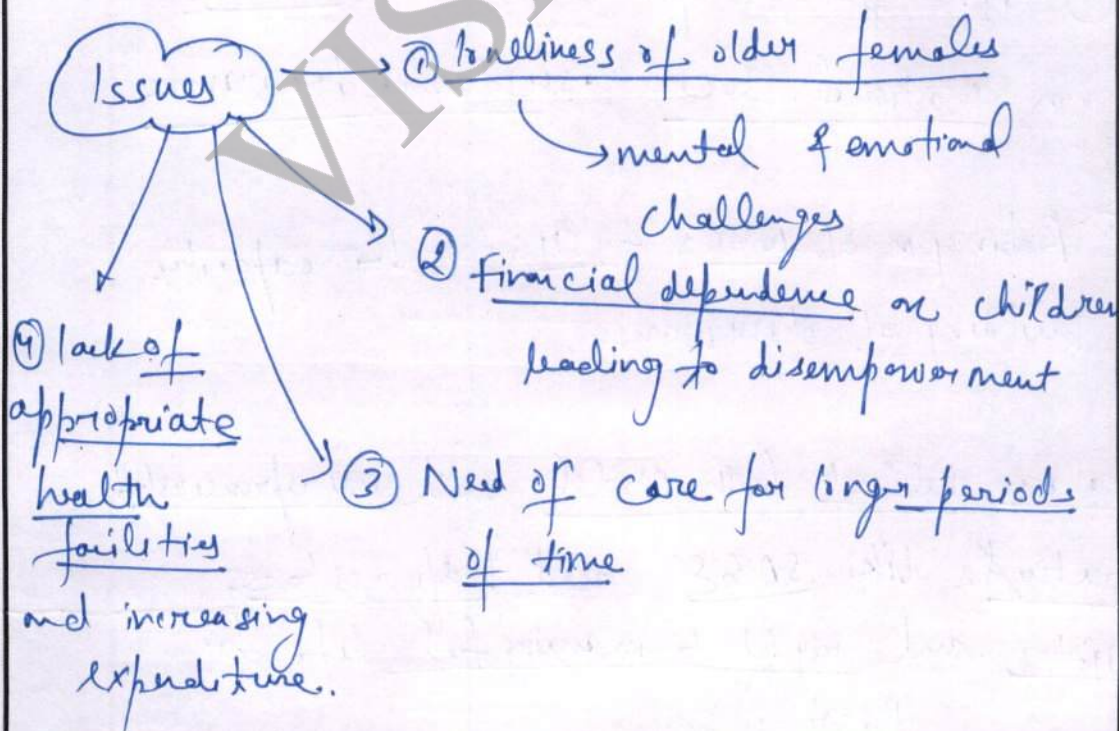 Issues
① loneliness of older females
mental & emotional
challenges
② Financial dependence on children
leading to disempowerment
③ Need of care for longer periods
of time
④ lack of
appropriate
health
facilities
and increasing
expenditure.
VIS